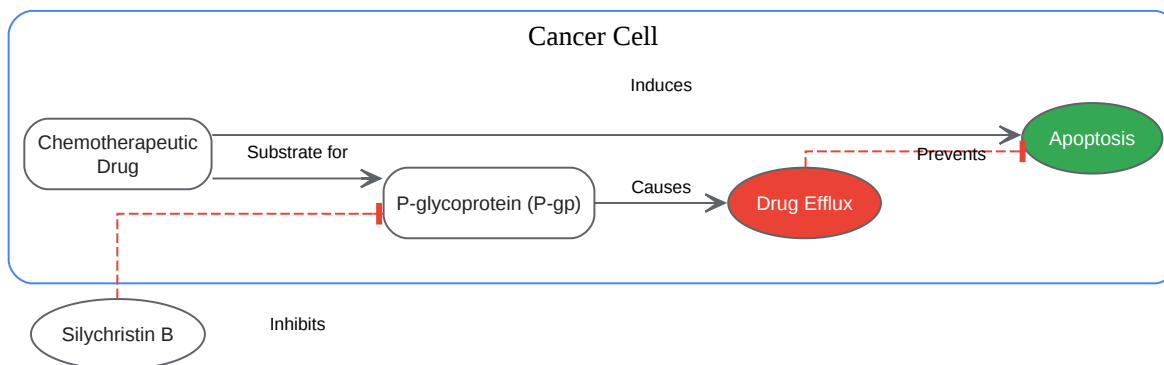 Cancer Cell
Induces
Chemotherapeutic
Drug
Substrate for
Apoptosis
Prevents
P-glycoprotein (P-gp)
Causes
Drug Efflux
Silychristin B
Inhibits